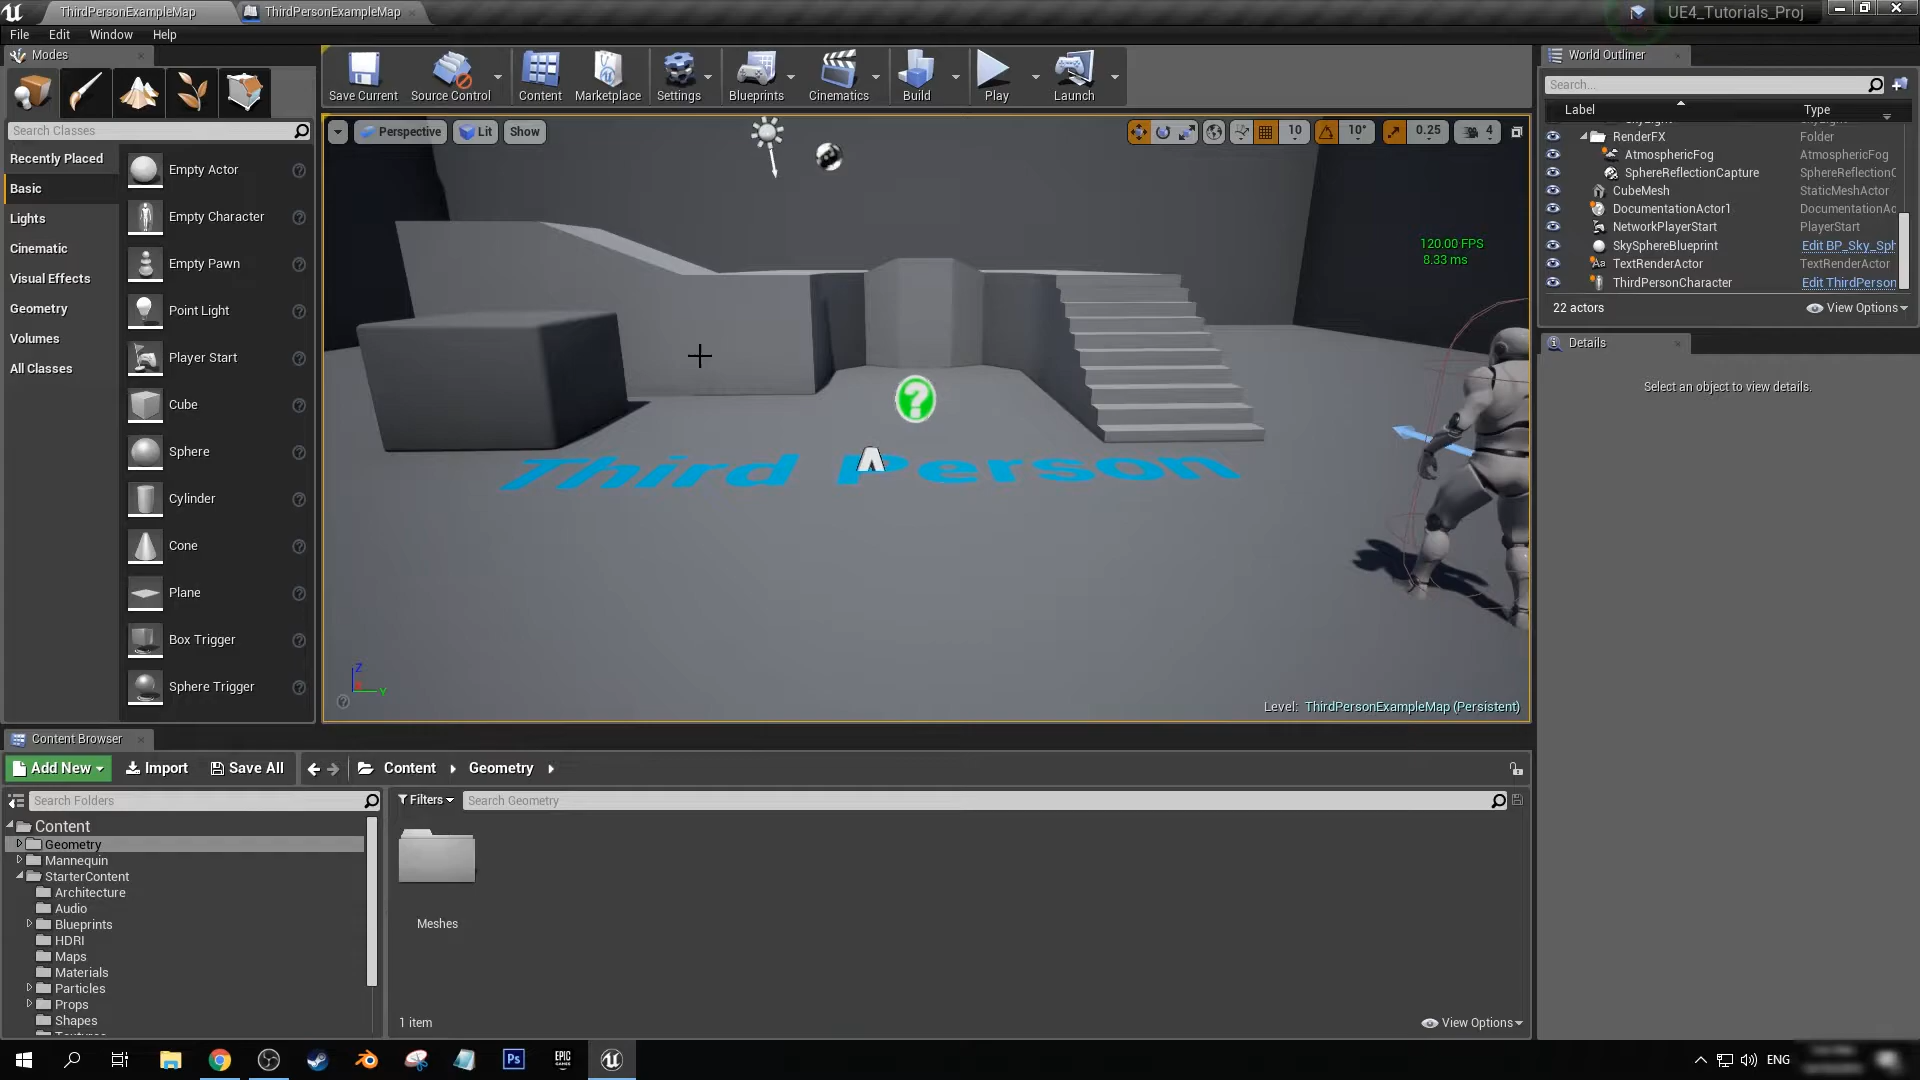 ThirdPersonExampleMap
ThirdPersonExampleMap
UE4_Tutorials_Proj
File Edit Window Help
Modes
Save Current
Source Control
Content
Marketplace
Settings
Blueprints
Cinematics
Build
Play
Launch
World Outliner
Search...
Label
Type
RenderFX Folder
AtmosphericFog AtmosphericFog
SphereReflectionCapture SphereReflectionC
CubeMesh StaticMeshActor
DocumentationActor1 DocumentationAc
NetworkPlayerStart PlayerStart
SkySphereBlueprint Edit BP_Sky_Sph
TextRenderActor TextRenderActor
ThirdPersonCharacter Edit ThirdPerson
22 actors
View Options
Details
Select an object to view details.
Search Classes
Recently Placed
Basic
Lights
Cinematic
Visual Effects
Geometry
Volumes
All Classes
Empty Actor
Empty Character
Empty Pawn
Point Light
Player Start
Cube
Sphere
Cylinder
Cone
Plane
Box Trigger
Sphere Trigger
Perspective
Lit
Show
10
10°
0.25
4
120.00 FPS
8.33 ms
Third Person
Z
Y
Level: ThirdPersonExampleMap (Persistent)
Content Browser
Add New
Import
Save All
Content
Geometry
Search Folders
Filters
Search Geometry
Content
Geometry
Mannequin
StarterContent
Architecture
Audio
Blueprints
HDRI
Maps
Materials
Particles
Props
Shapes
Meshes
1 item
View Options
Ps
EPIC
GAMES
ENG